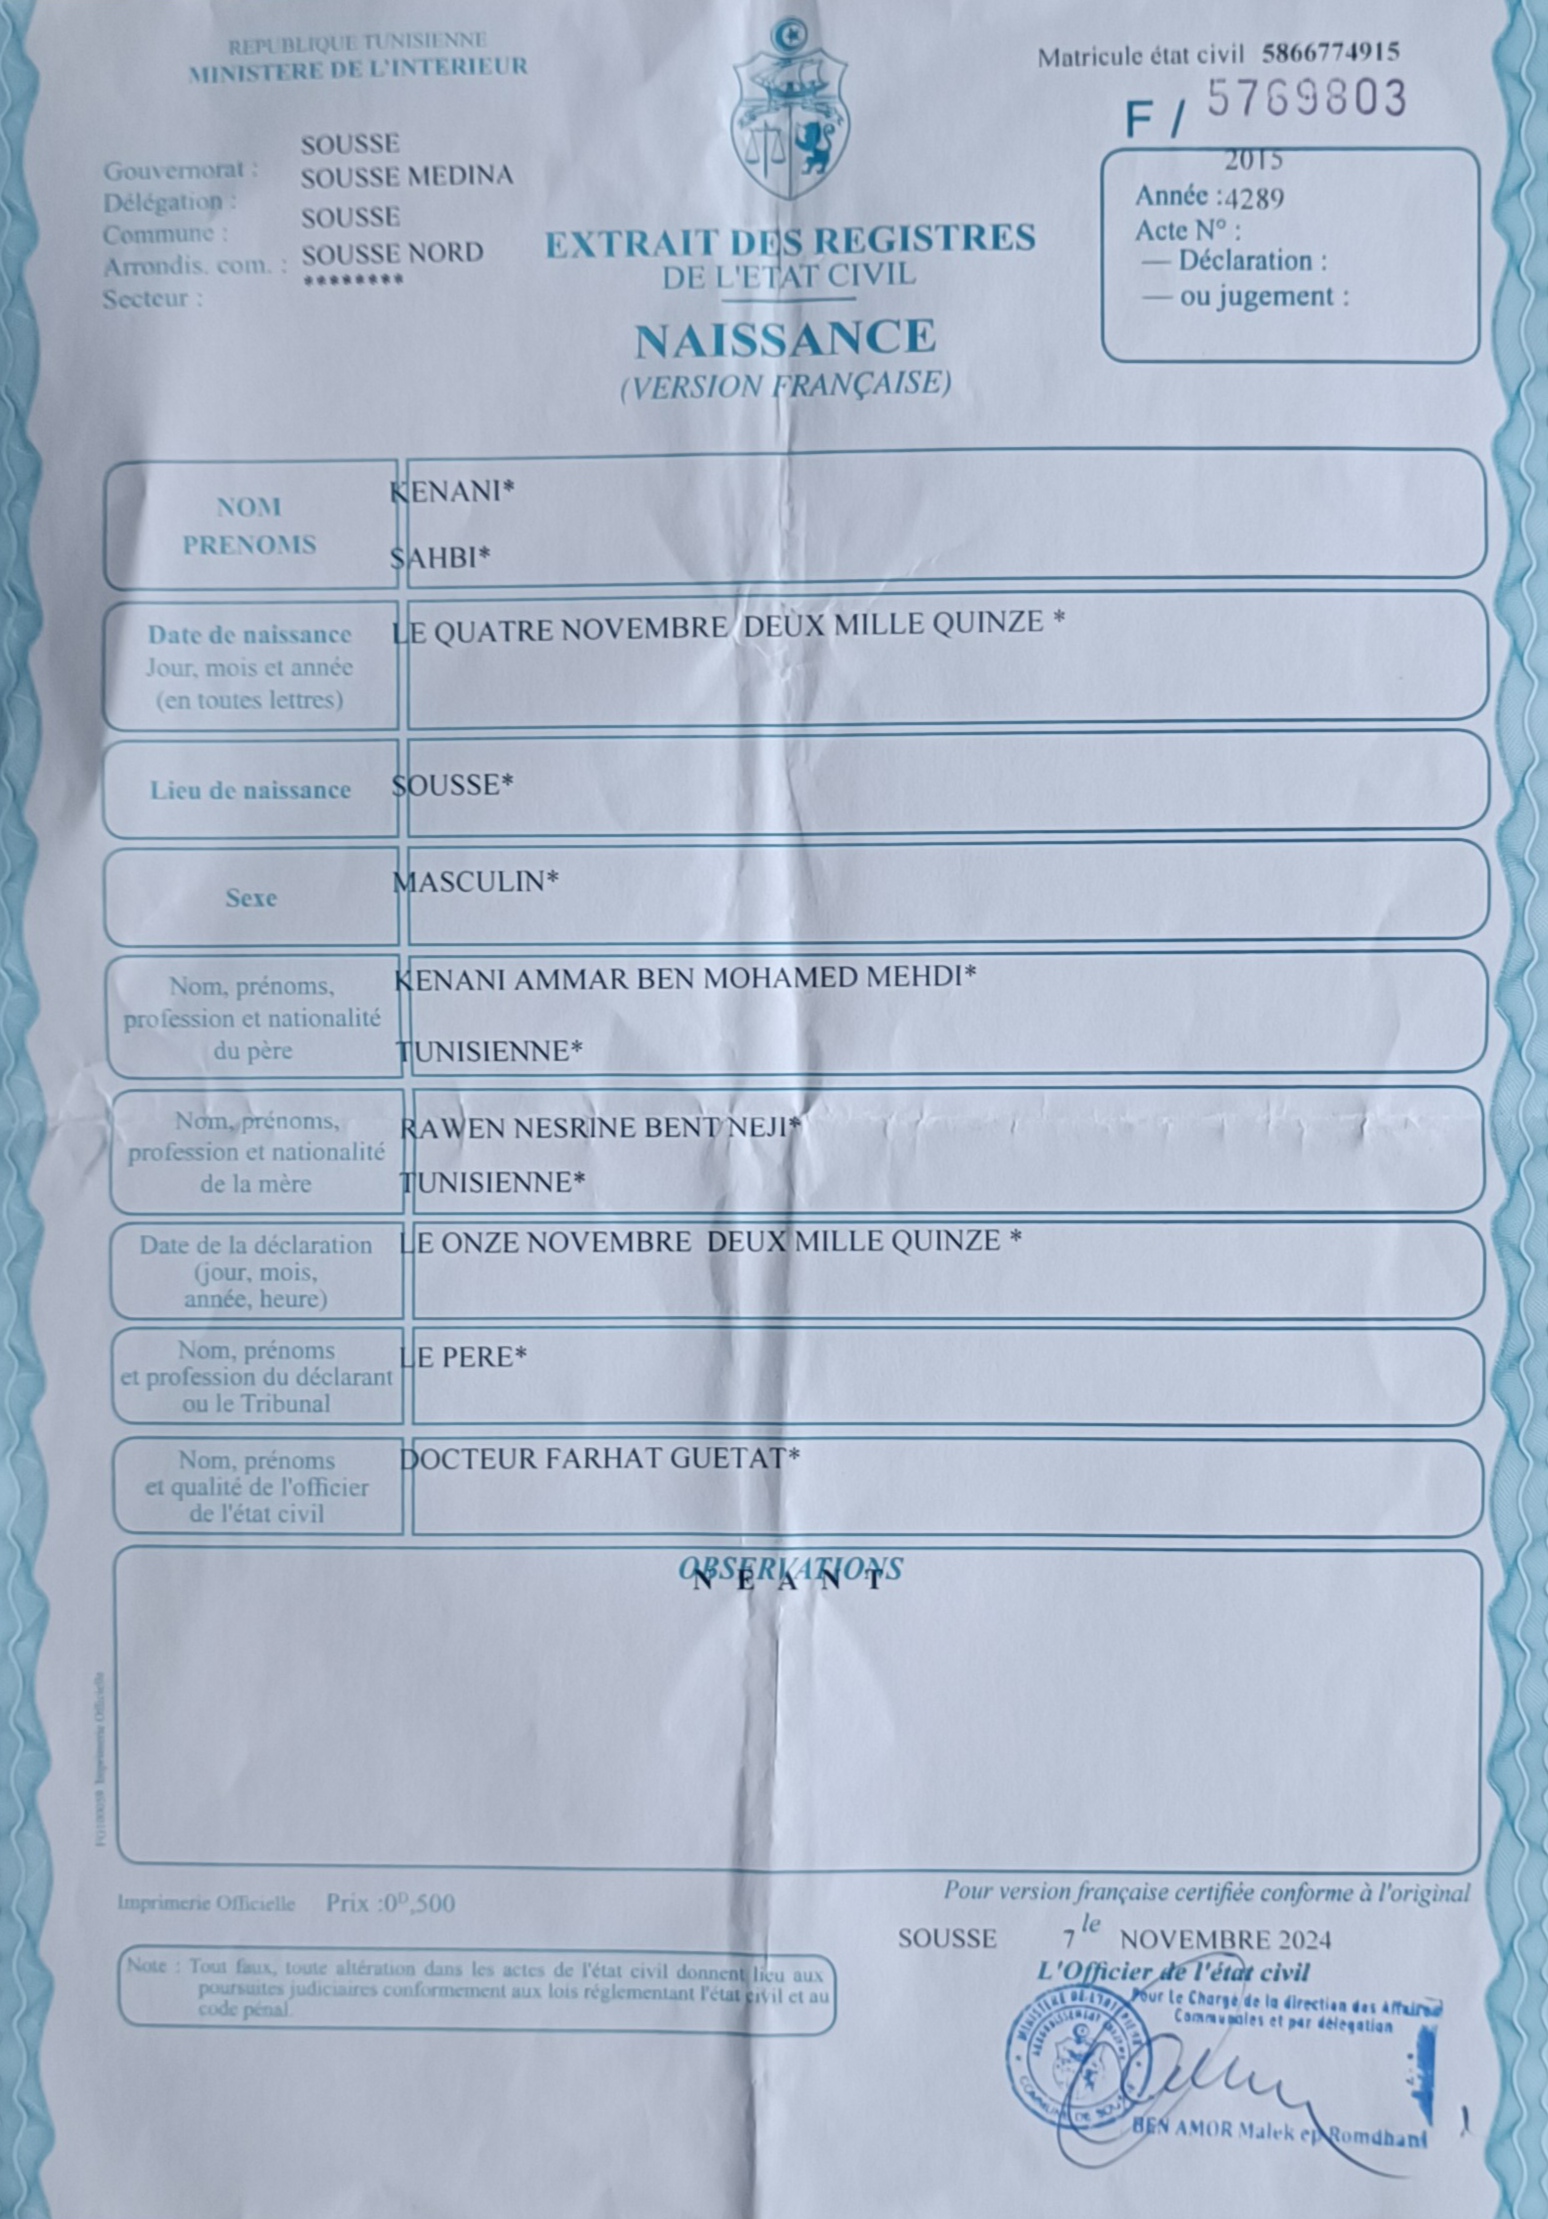 REPUBLIQUE TUNISIENNE
MINISTERE DE L'INTERIEUR
Matricule état civil 5866774915
F / 5769803
Gouvernorat : SOUSSE
Délégation : SOUSSE MEDINA
Commune : SOUSSE
Arrondis. com. : SOUSSE NORD
Secteur : ********
EXTRAIT DES REGISTRES
DE L'ETAT CIVIL
NAISSANCE
(VERSION FRANÇAISE)
2015
Année :4289
Acte N° :
— Déclaration :
— ou jugement :
NOM
PRENOMS
KENANI*
SAHBI*
Date de naissance
Jour, mois et année
(en toutes lettres)
LE QUATRE NOVEMBRE DEUX MILLE QUINZE *
Lieu de naissance
SOUSSE*
Sexe
MASCULIN*
Nom, prénoms,
profession et nationalité
du père
KENANI AMMAR BEN MOHAMED MEHDI*
TUNISIENNE*
Nom, prénoms,
profession et nationalité
de la mère
RAWEN NESRINE BENT NEJI*
TUNISIENNE*
Date de la déclaration
(jour, mois,
année, heure)
LE ONZE NOVEMBRE DEUX MILLE QUINZE *
Nom, prénoms
et profession du déclarant
ou le Tribunal
LE PERE*
Nom, prénoms
et qualité de l'officier
de l'état civil
DOCTEUR FARHAT GUETAT*
OBSERVATIONS
N E A N T
Imprimerie Officielle
Imprimerie Officielle Prix :0ᴰ,500
Pour version française certifiée conforme à l'original
SOUSSE 7 le NOVEMBRE 2024
L'Officier de l'état civil
Note : Tout faux, toute altération dans les actes de l'état civil donnent lieu aux
poursuites judiciaires conformement aux lois réglementant l'état civil et au
code pénal.
Pour Le Chargé de la direction des Affaires
Communales et par délegation
COMMUNE DE SOUSSE
BEN AMOR Malek ep Romdhani